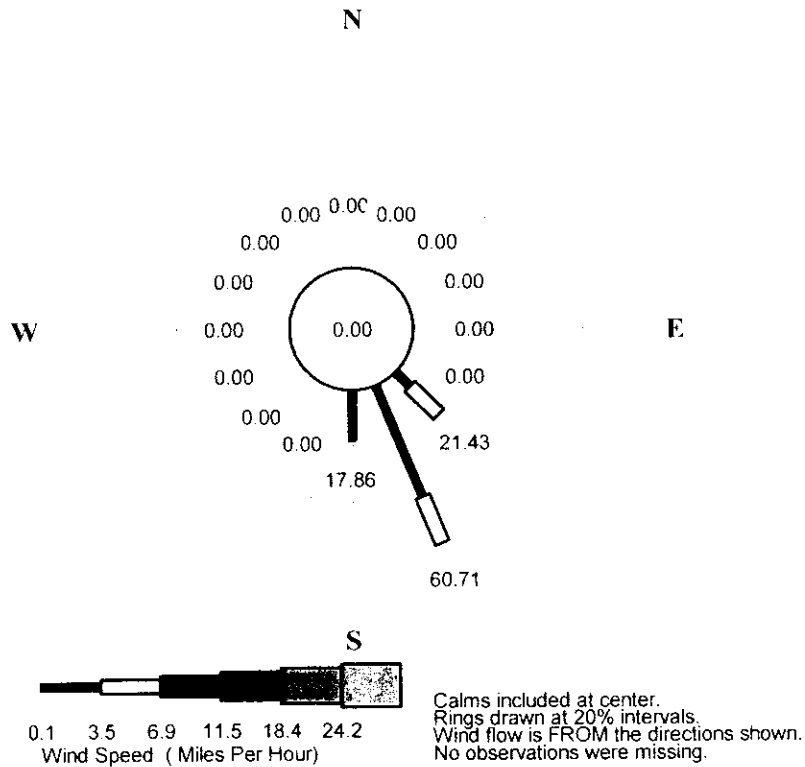 N
0.00 0.00 0.00
0.00 0.00
0.00 0.00
W 0.00 0.00 0.00 E
0.00 0.00
0.00 21.43
0.00
17.86
60.71
S
0.1 3.5 6.9 11.5 18.4 24.2
Wind Speed ( Miles Per Hour)
Calms included at center.
Rings drawn at 20% intervals.
Wind flow is FROM the directions shown.
No observations were missing.